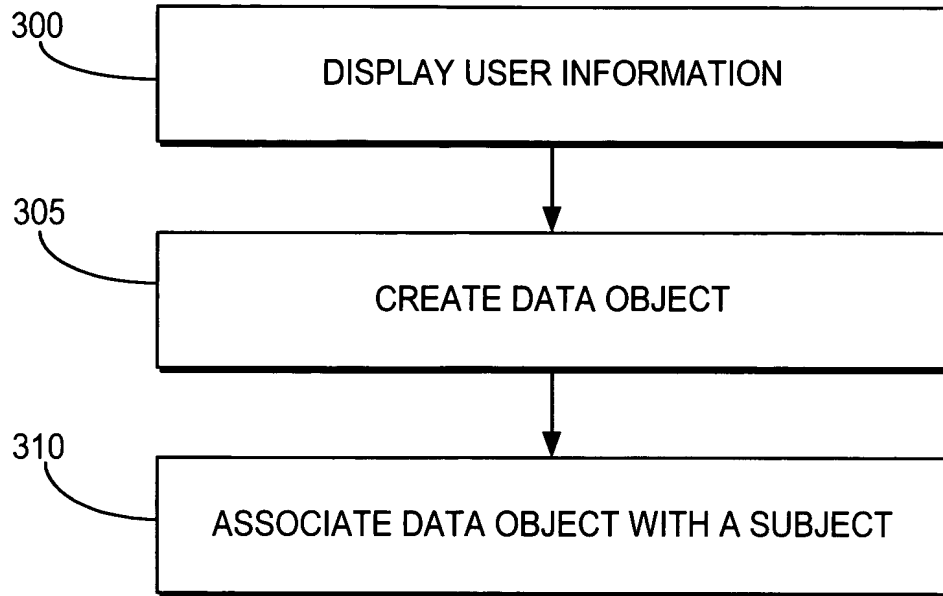 300
DISPLAY USER INFORMATION
305
CREATE DATA OBJECT
310
ASSOCIATE DATA OBJECT WITH A SUBJECT